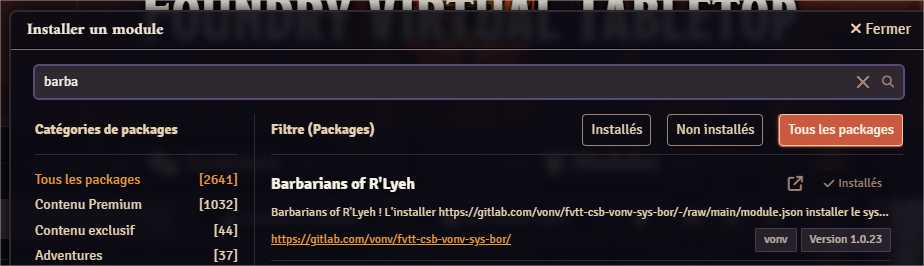 FOUNDRY VIRTUAL TABLETOP
Installer un module
Fermer
barba
Catégories de packages
Filtre (Packages)
Installés
Non installés
Tous les packages
Tous les packages [2641]
Contenu Premium [1032]
Contenu exclusif [44]
Adventures [37]
Barbarians of R'Lyeh
Installés
Barbarians of R'Lyeh ! L'installer https://gitlab.com/vonv/fvtt-csb-vonv-sys-bor/-/raw/main/module.json installer le sys...
https://gitlab.com/vonv/fvtt-csb-vonv-sys-bor/
vonv
Version 1.0.23